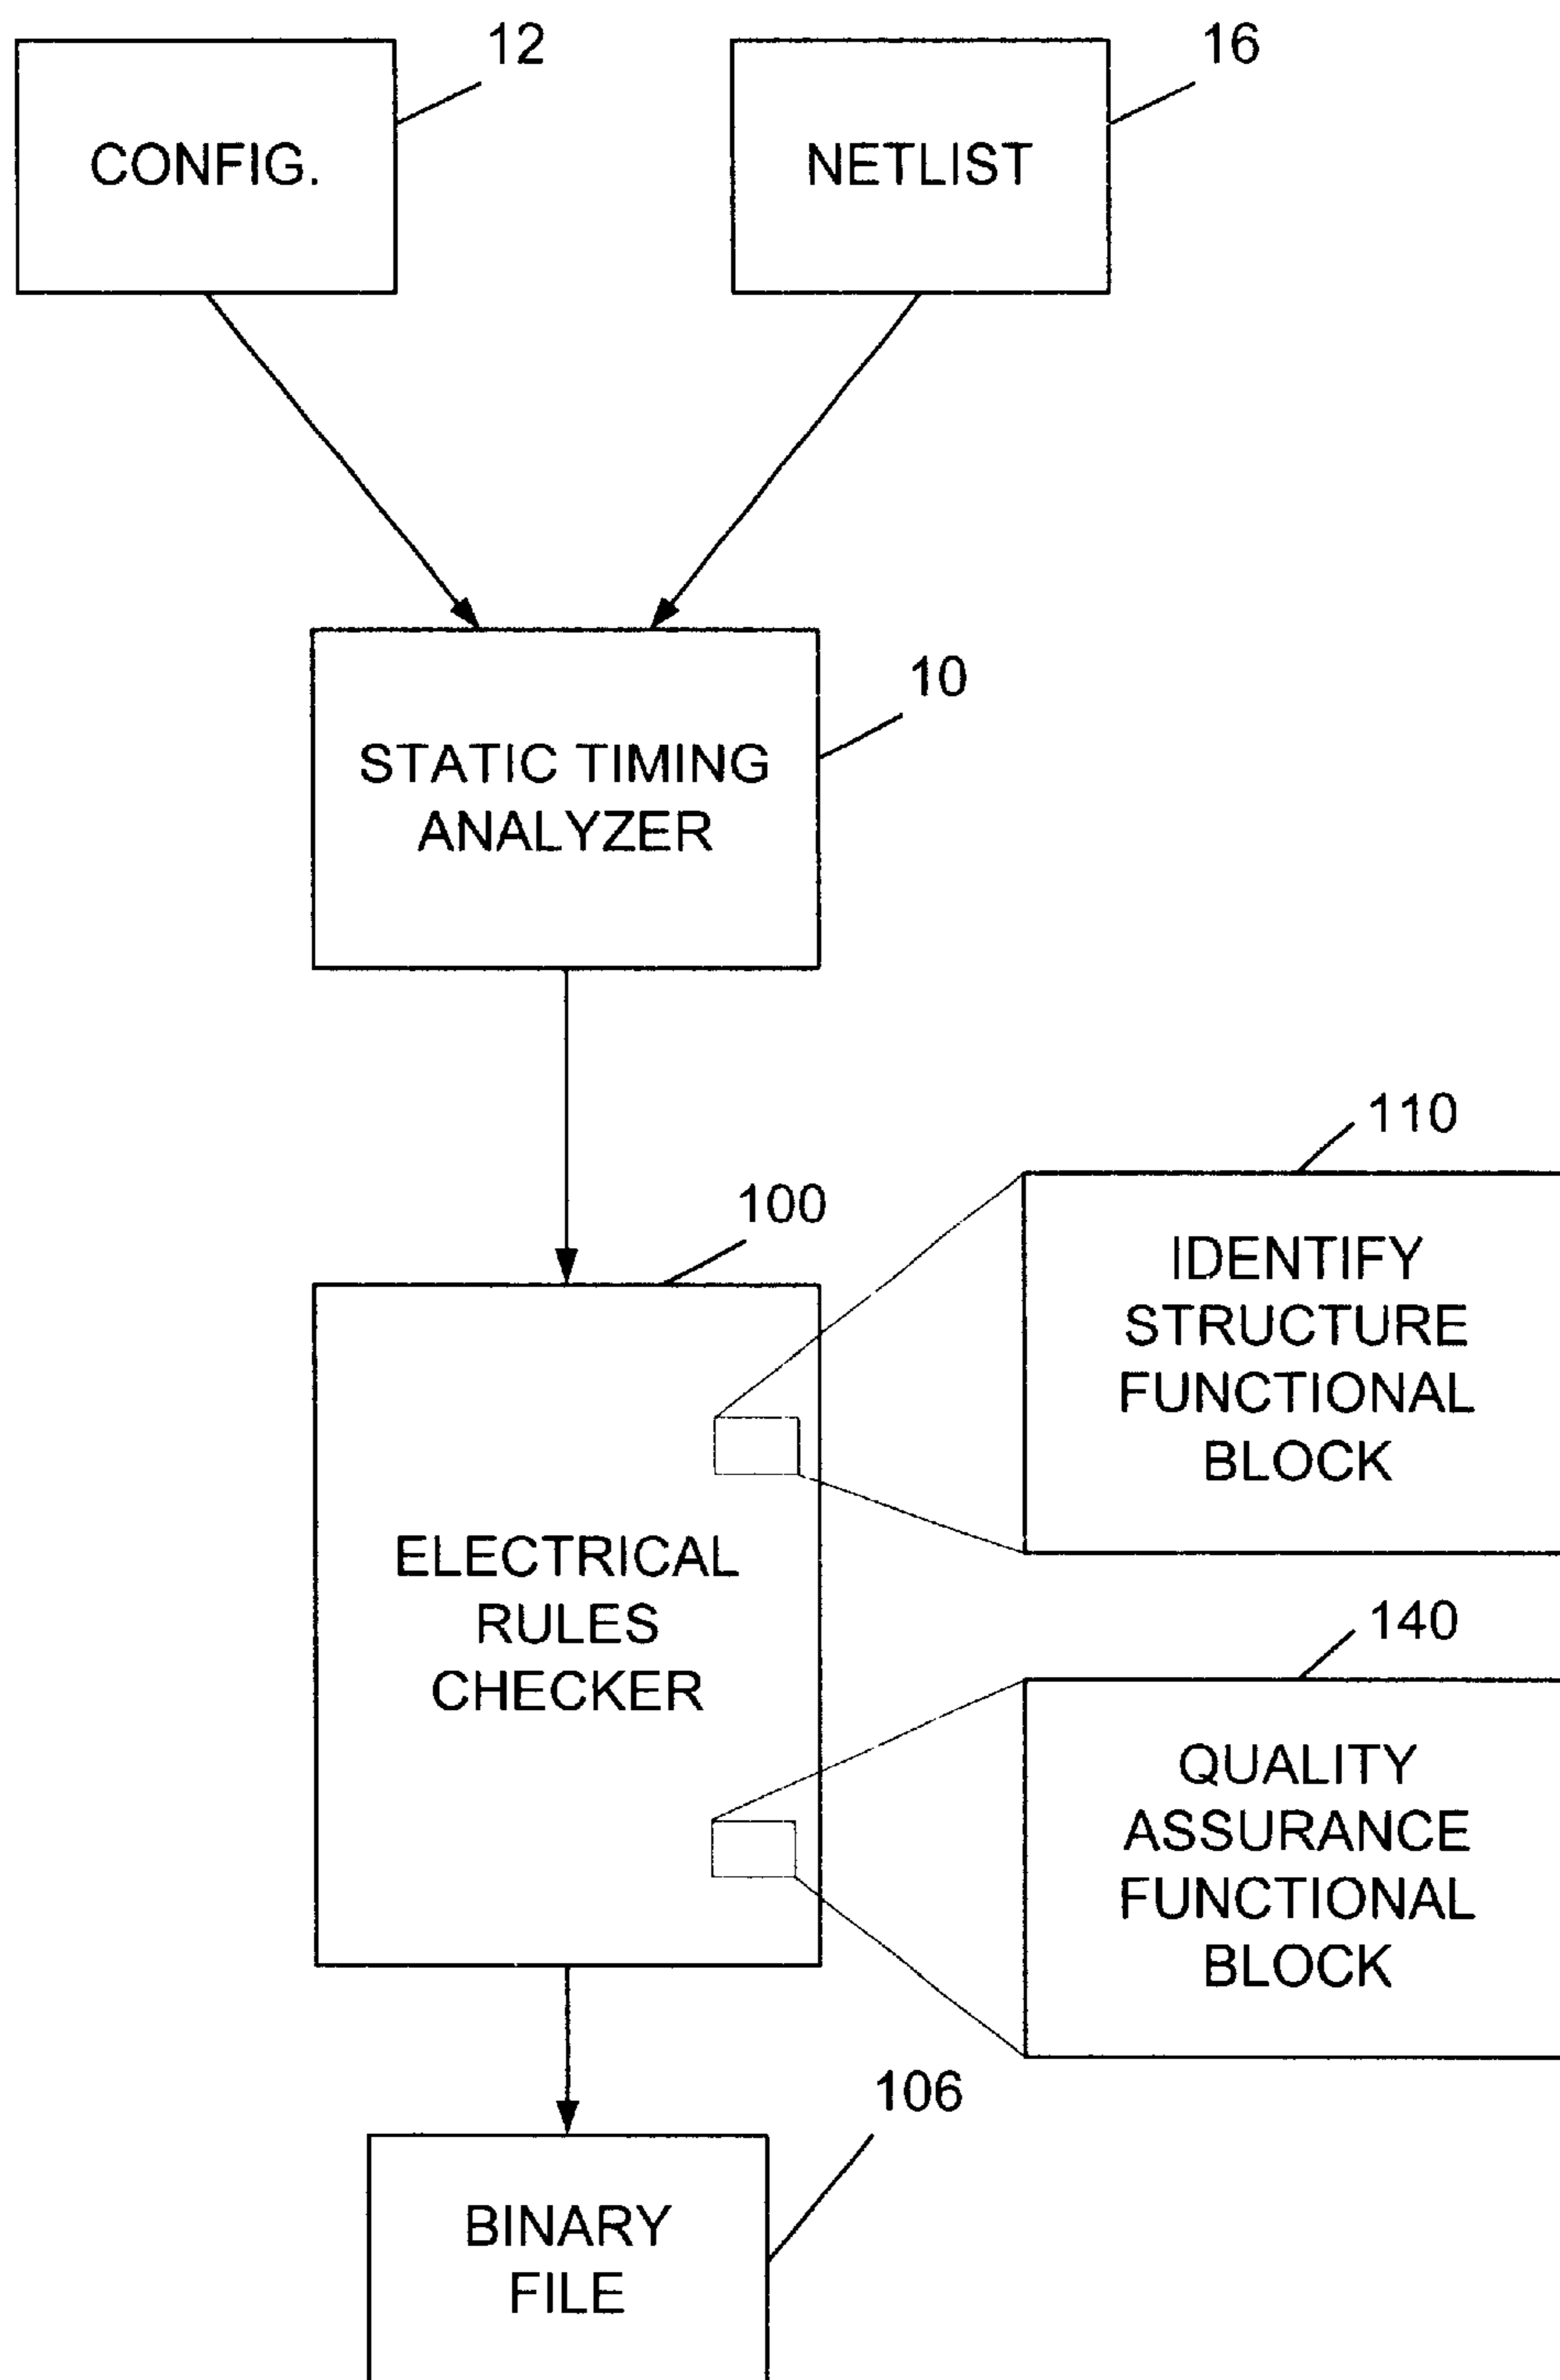 12
16
CONFIG.
NETLIST
10
STATIC TIMING
ANALYZER
110
100
IDENTIFY
STRUCTURE
FUNCTIONAL
BLOCK
ELECTRICAL
RULES
CHECKER
140
QUALITY
ASSURANCE
FUNCTIONAL
BLOCK
106
BINARY
FILE